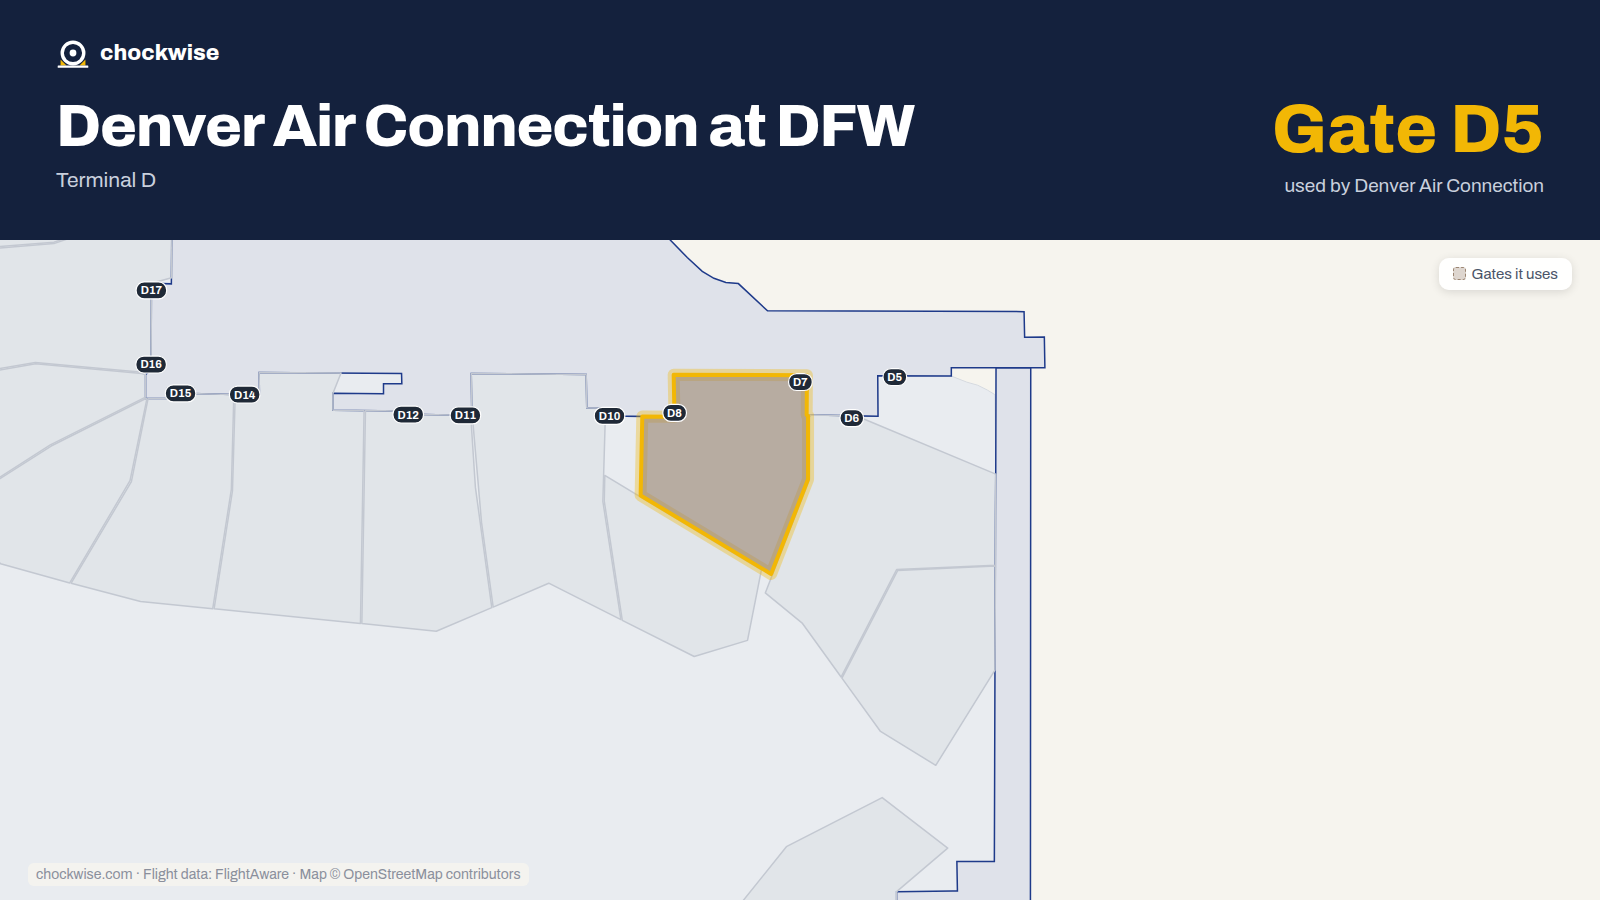 chockwise
Denver Air Connection at DFW
Terminal D
Gate D5
used by Denver Air Connection
Gates it uses
D17
D16
D15
D14
D12
D11
D10
D8
D7
D6
D5
chockwise.com · Flight data: FlightAware · Map © OpenStreetMap contributors